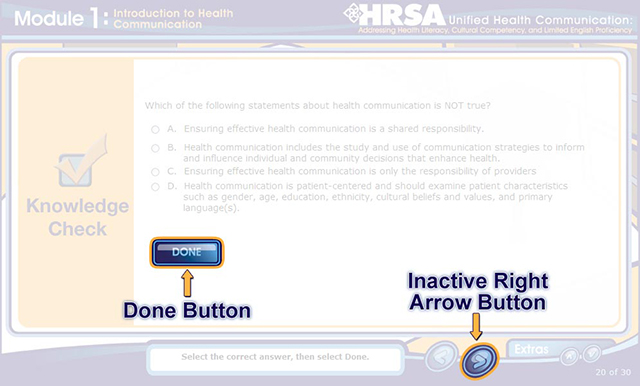 Module 1: Introduction to Health
Communication
HRSA Unified Health Communication:
Addressing Health Literacy, Cultural Competency, and Limited English Proficiency
Which of the following statements about health communication is NOT true?
A. Ensuring effective health communication is a shared responsibility.
B. Health communication includes the study and use of communication strategies to inform
and influence individual and community decisions that enhance health.
C. Ensuring effective health communication is only the responsibility of providers
D. Health communication is patient-centered and should examine patient characteristics
such as gender, age, education, ethnicity, cultural beliefs and values, and primary
language(s).
Knowledge
Check
DONE
Done Button
Inactive Right
Arrow Button
Select the correct answer, then select Done.
Extras
20 of 30